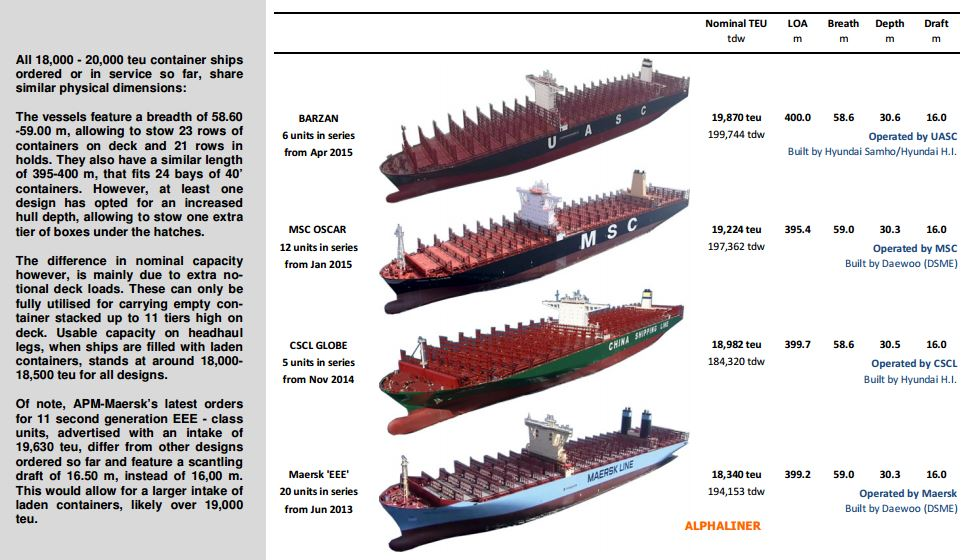 All 18,000 - 20,000 teu container ships
ordered or in service so far, share
similar physical dimensions:
The vessels feature a breadth of 58.60
-59.00 m, allowing to stow 23 rows of
containers on deck and 21 rows in
holds. They also have a similar length
of 395-400 m, that fits 24 bays of 40’
containers. However, at least one
design has opted for an increased
hull depth, allowing to stow one extra
tier of boxes under the hatches.
The difference in nominal capacity
however, is mainly due to extra no-
tional deck loads. These can only be
fully utilised for carrying empty con-
tainer stacked up to 11 tiers high on
deck. Usable capacity on headhaul
legs, when ships are filled with laden
containers, stands at around 18,000-
18,500 teu for all designs.
Of note, APM-Maersk’s latest orders
for 11 second generation EEE - class
units, advertised with an intake of
19,630 teu, differ from other designs
ordered so far and feature a scantling
draft of 16.50 m, instead of 16,00 m.
This would allow for a larger intake of
laden containers, likely over 19,000
teu.
Nominal TEU LOA Breath Depth Draft
tdw m m m m
BARZAN
6 units in series
from Apr 2015
U A S C
19,870 teu 400.0 58.6 30.6 16.0
199,744 tdw Operated by UASC
Built by Hyundai Samho/Hyundai H.I.
MSC OSCAR
12 units in series
from Jan 2015
M S C
19,224 teu 395.4 59.0 30.3 16.0
197,362 tdw Operated by MSC
Built by Daewoo (DSME)
CSCL GLOBE
5 units in series
from Nov 2014
CHINA SHIPPING LINE
18,982 teu 399.7 58.6 30.5 16.0
184,320 tdw Operated by CSCL
Built by Hyundai H.I.
Maersk 'EEE'
20 units in series
from Jun 2013
MAERSK LINE
18,340 teu 399.2 59.0 30.3 16.0
194,153 tdw Operated by Maersk
Built by Daewoo (DSME)
ALPHALINER